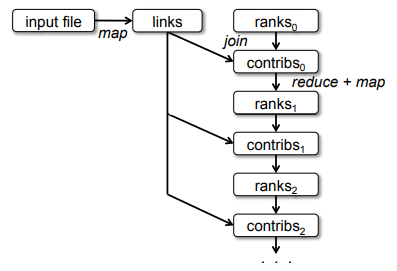 input file
map
links
ranks₀
join
contribs₀
reduce + map
ranks₁
contribs₁
ranks₂
contribs₂